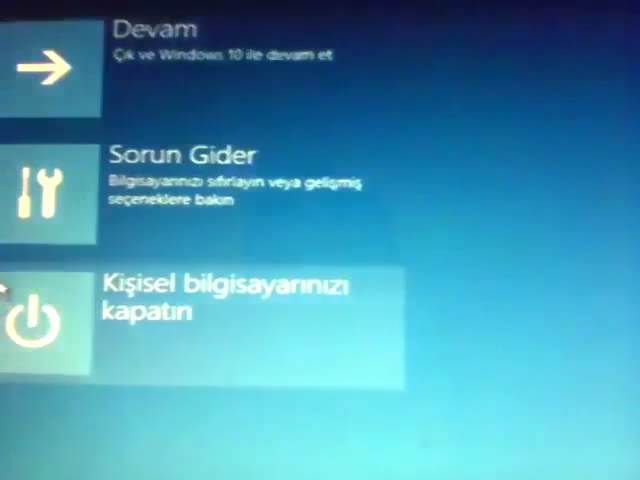 Devam
Çık ve Windows 10 ile devam et
Sorun Gider
Bilgisayarınızı sıfırlayın veya gelişmiş
seçeneklere bakın
Kişisel bilgisayarınızı
kapatın